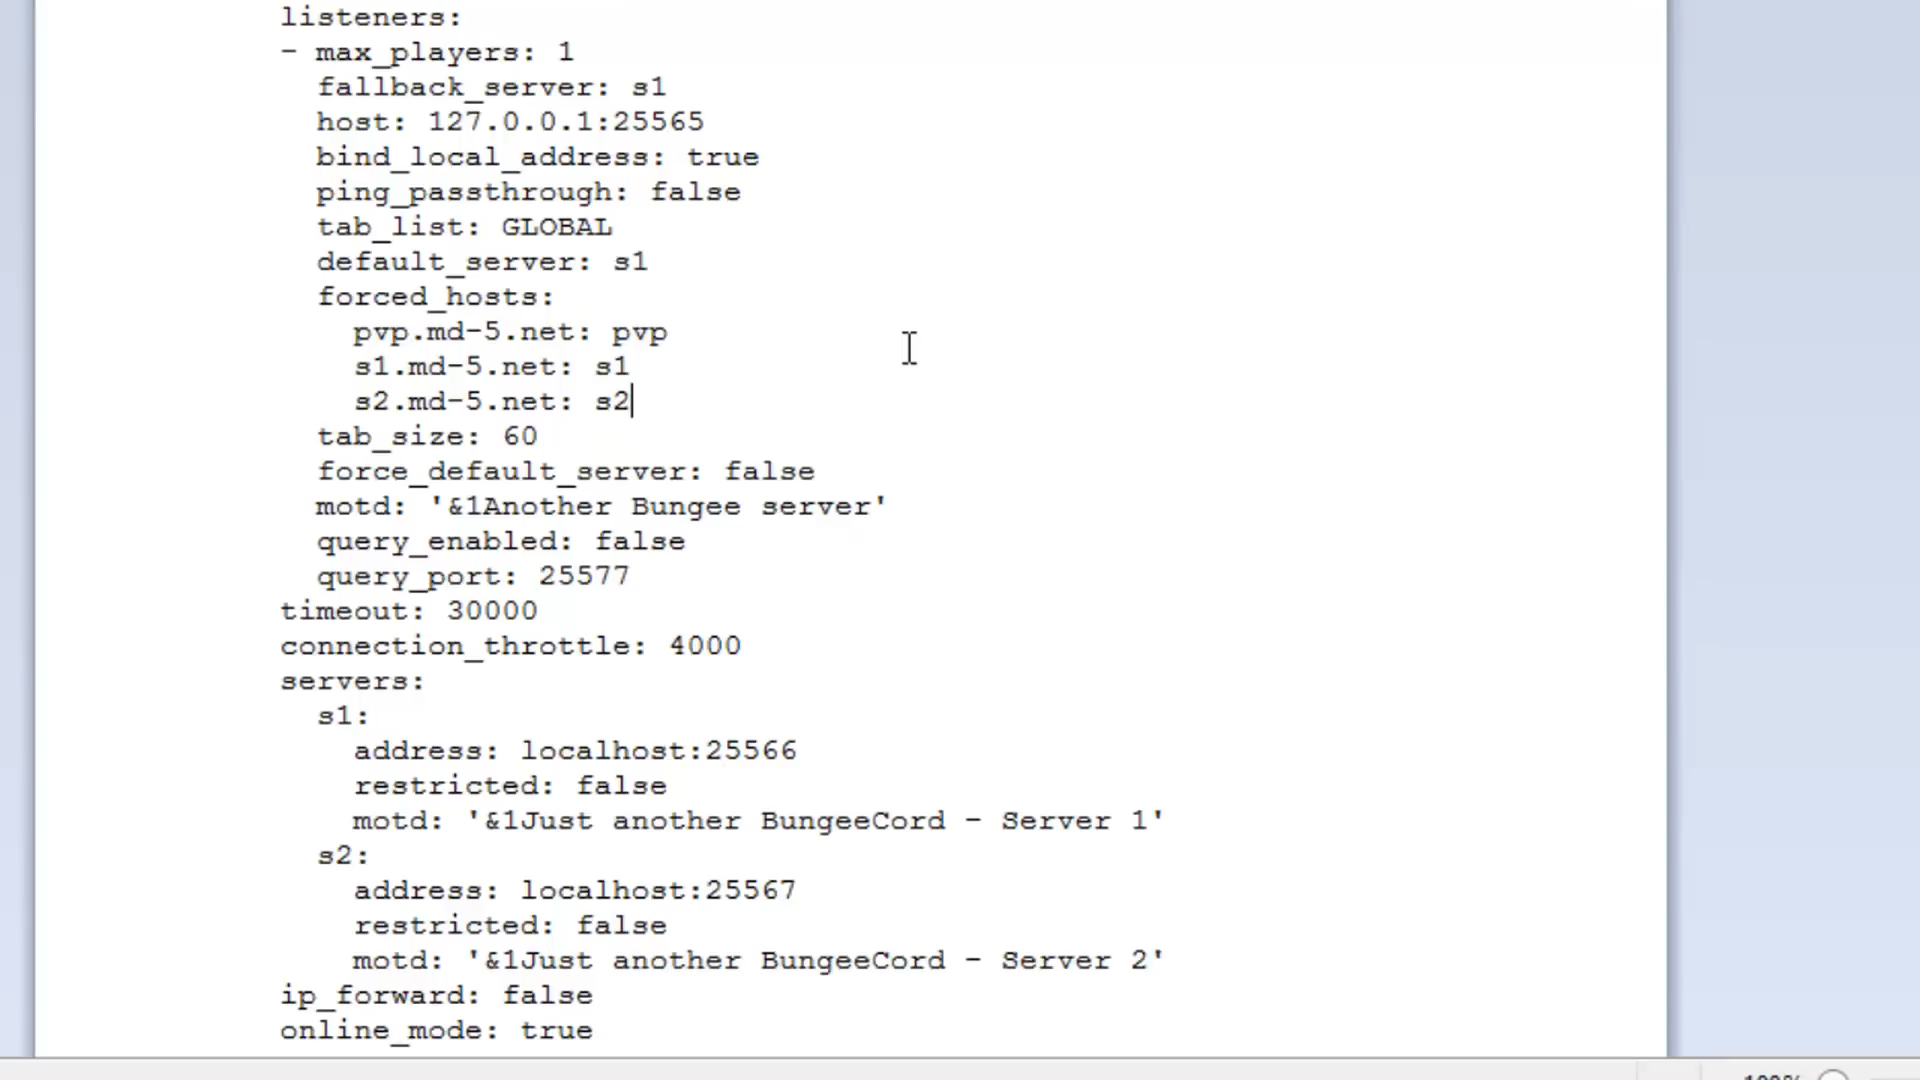 listeners:
- max_players: 1
  fallback_server: s1
  host: 127.0.0.1:25565
  bind_local_address: true
  ping_passthrough: false
  tab_list: GLOBAL
  default_server: s1
  forced_hosts:
    pvp.md-5.net: pvp
    s1.md-5.net: s1
    s2.md-5.net: s2
  tab_size: 60
  force_default_server: false
  motd: '&1Another Bungee server'
  query_enabled: false
  query_port: 25577
timeout: 30000
connection_throttle: 4000
servers:
  s1:
    address: localhost:25566
    restricted: false
    motd: '&1Just another BungeeCord - Server 1'
  s2:
    address: localhost:25567
    restricted: false
    motd: '&1Just another BungeeCord - Server 2'
ip_forward: false
online_mode: true